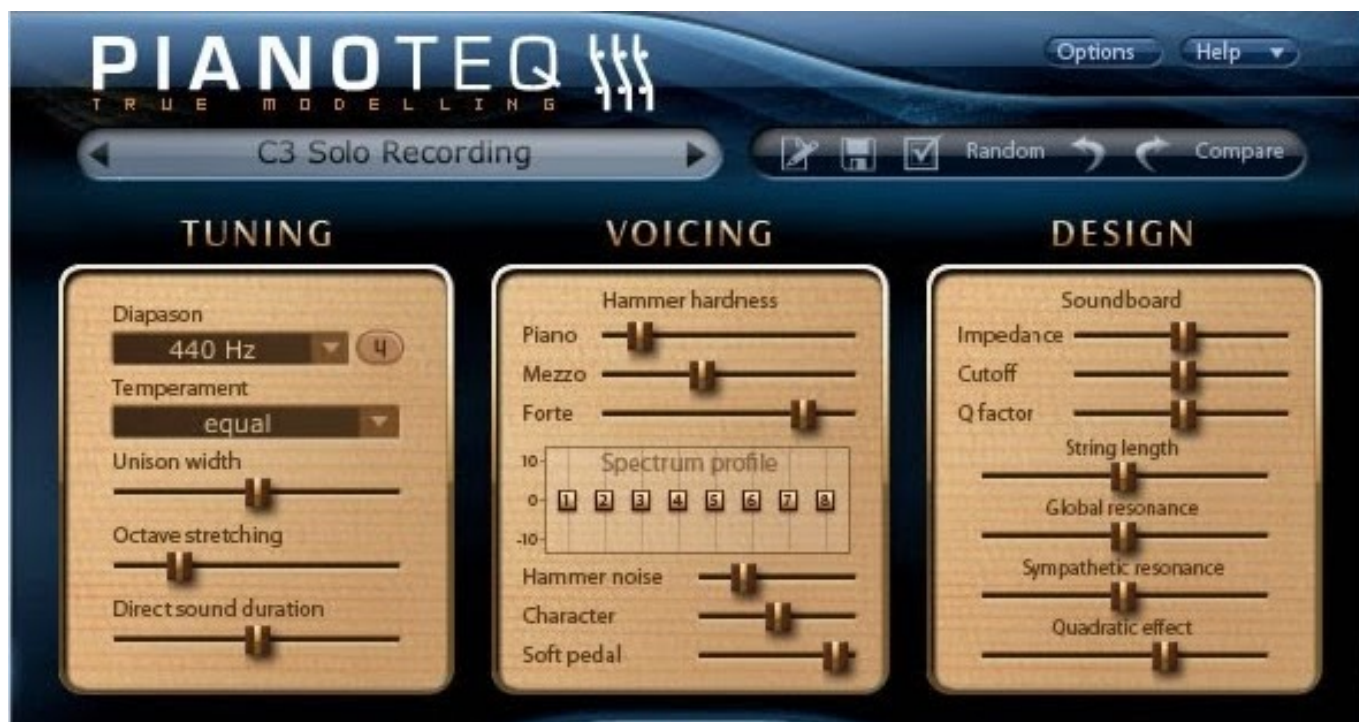 PIANOTEQ
TRUE MODELLING
Options Help
C3 Solo Recording
Random Compare
TUNING
Diapason
440 Hz 4
Temperament
equal
Unison width
Octave stretching
Direct sound duration
VOICING
Hammer hardness
Piano
Mezzo
Forte
Spectrum profile
10
0 1 2 3 4 5 6 7 8
-10
Hammer noise
Character
Soft pedal
DESIGN
Soundboard
Impedance
Cutoff
Q factor
String length
Global resonance
Sympathetic resonance
Quadratic effect